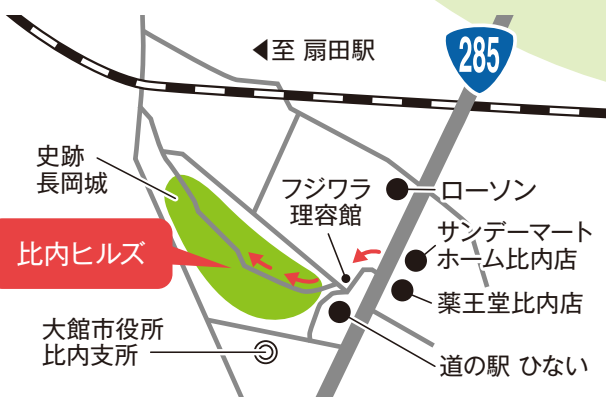 ◀至 扇田駅
285
史跡
長岡城
フジワラ
理容館
ローソン
サンデーマート
ホーム比内店
比内ヒルズ
薬王堂比内店
大館市役所
比内支所
道の駅 ひない